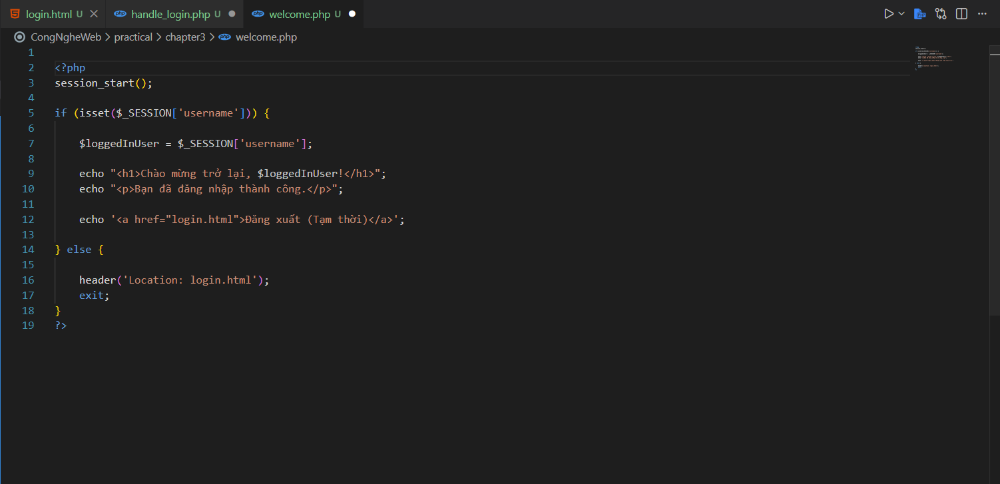 login.html U
handle_login.php U
welcome.php U
CongNgheWeb > practical > chapter3 > welcome.php
1
2 <?php
3 session_start();
4
5 if (isset($_SESSION['username'])) {
6
7 $loggedInUser = $_SESSION['username'];
8
9 echo "<h1>Chào mừng trở lại, $loggedInUser!</h1>";
10 echo "<p>Bạn đã đăng nhập thành công.</p>";
11
12 echo '<a href="login.html">Đăng xuất (Tạm thời)</a>';
13
14 } else {
15
16 header('Location: login.html');
17 exit;
18 }
19 ?>